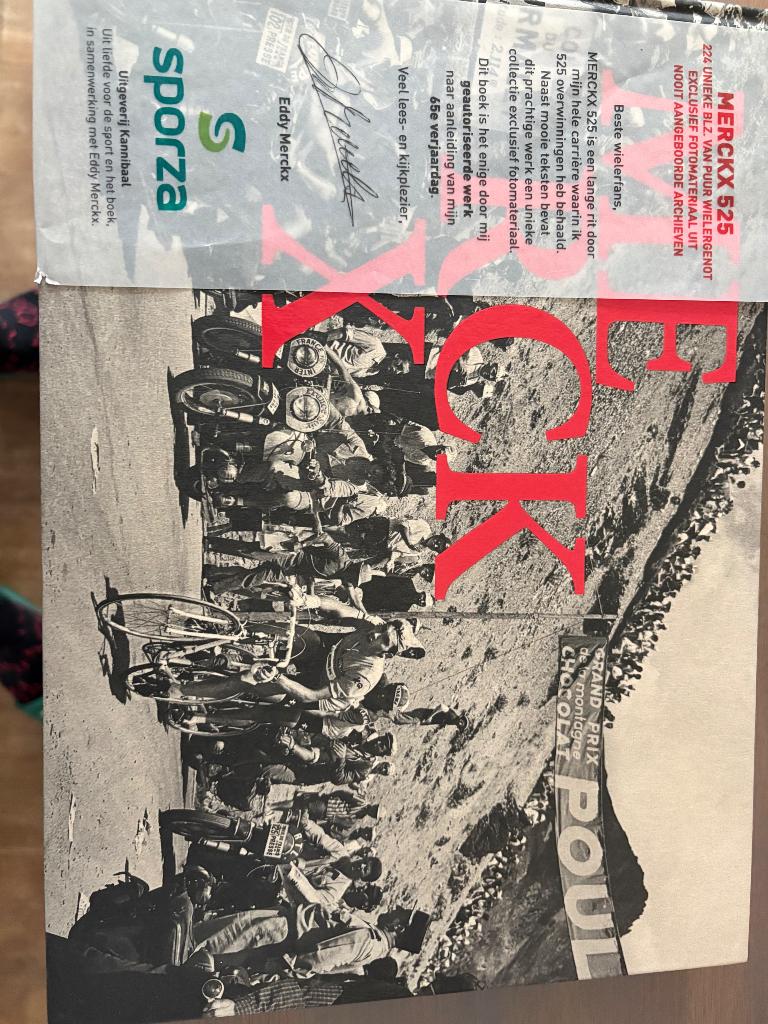 MERCKX 525
224 UNIEKE BLZ. VAN PUUR WIELERGENOT
EXCLUSIEF FOTOMATERIAAL UIT
NOOIT AANGEBOORDE ARCHIEVEN
Beste wielerfans,
MERCKX 525 is een lange rit door
mijn hele carrière waarin ik
525 overwinningen heb behaald.
Naast mooie teksten bevat
dit prachtige werk een unieke
collectie exclusief fotomateriaal.
Dit boek is het enige door mij
geautoriseerde werk
naar aanleiding van mijn
65e verjaardag.
Veel lees- en kijkplezier,
Eddy Merckx
sporza
Uitgeverij Kannibaal
Uit liefde voor de sport en het boek,
in samenwerking met Eddy Merckx.
ME
RCK
X
GRAND PRIX
de la montagne
CHOCOLAT
POUL
FRANCE
INTER